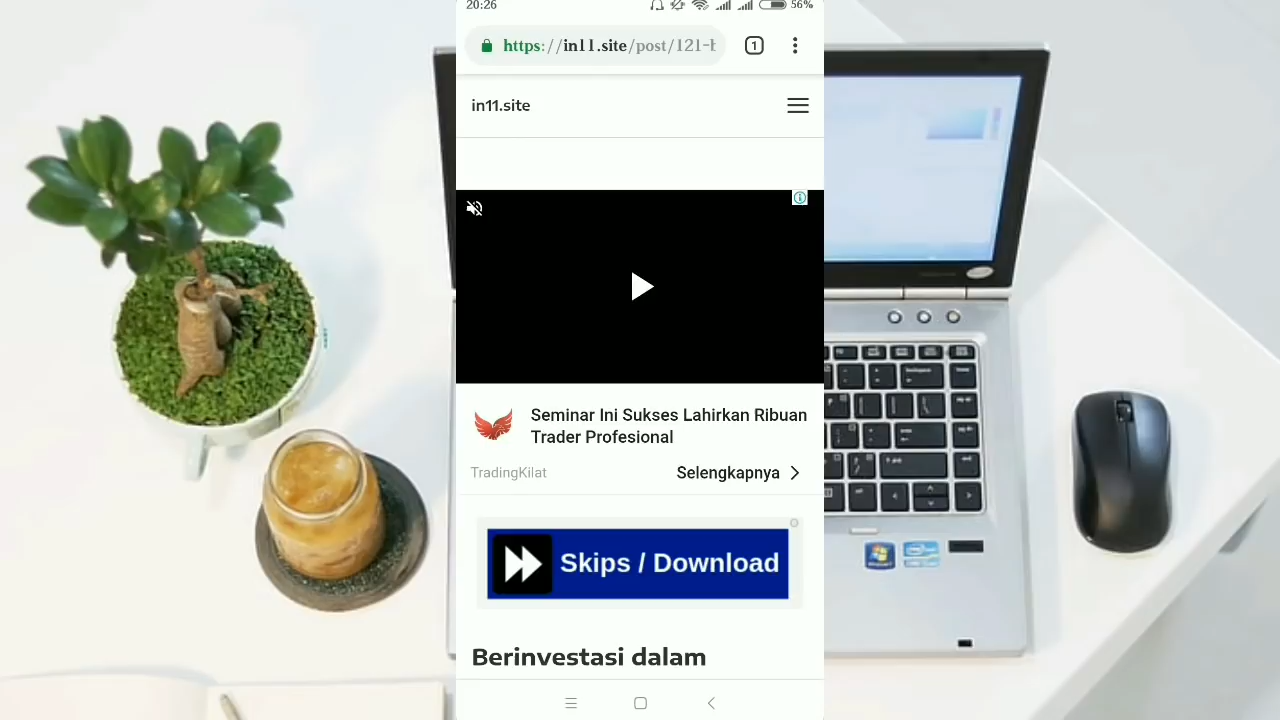 20:26
56%
https://in11.site/post/121-b
1
in11.site
Seminar Ini Sukses Lahirkan Ribuan
Trader Profesional
TradingKilat
Selengkapnya
Skips / Download
Berinvestasi dalam